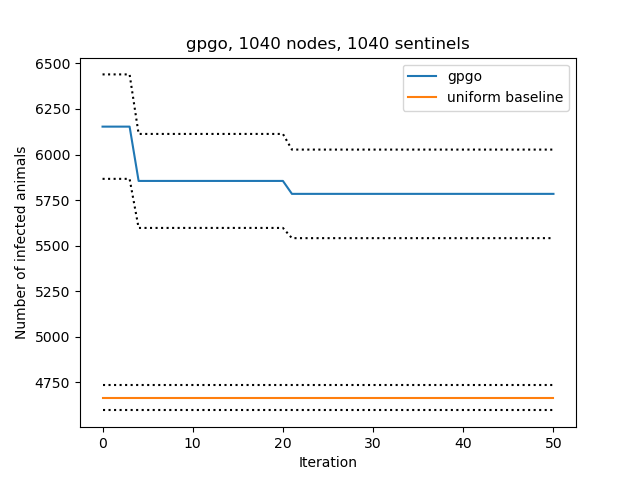 gpgo, 1040 nodes, 1040 sentinels
gpgo
uniform baseline
6500
6250
6000
5750
5500
5250
5000
4750
Number of infected animals
0 10 20 30 40 50
Iteration